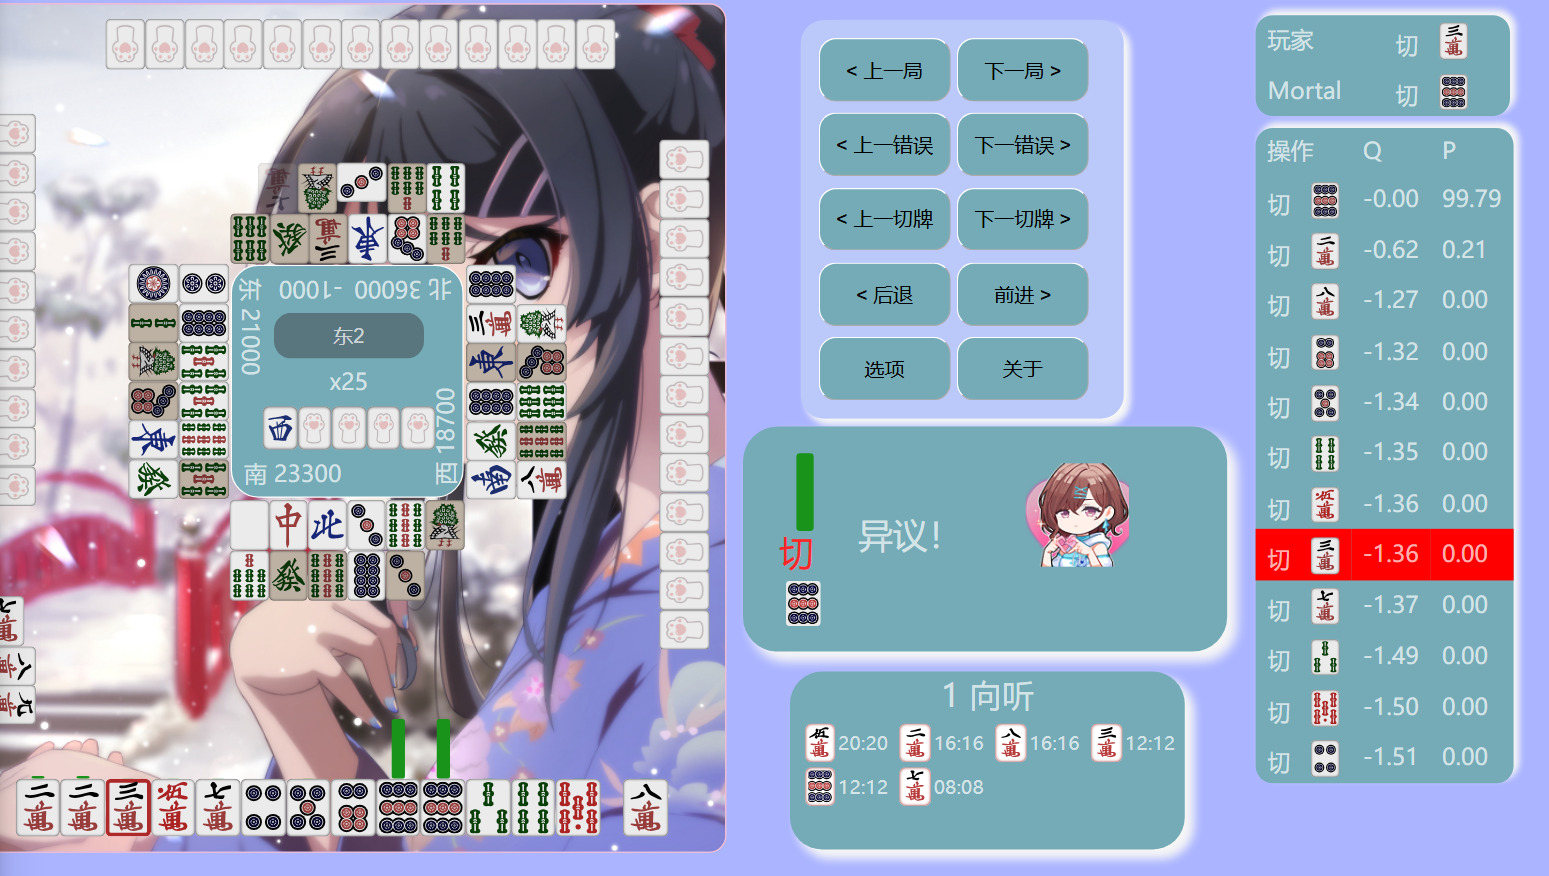 北 36000 -1000
东 21000
东2
x25
西 18700
南 23300
< 上一局
下一局 >
< 上一错误
下一错误 >
< 上一切牌
下一切牌 >
< 后退
前进 >
选项
关于
切
异议！
1 向听
20:20 16:16 16:16 12:12
12:12 08:08
玩家 切
Mortal 切
操作 Q P
切 -0.00 99.79
切 -0.62 0.21
切 -1.27 0.00
切 -1.32 0.00
切 -1.34 0.00
切 -1.35 0.00
切 -1.36 0.00
切 -1.36 0.00
切 -1.37 0.00
切 -1.49 0.00
切 -1.50 0.00
切 -1.51 0.00